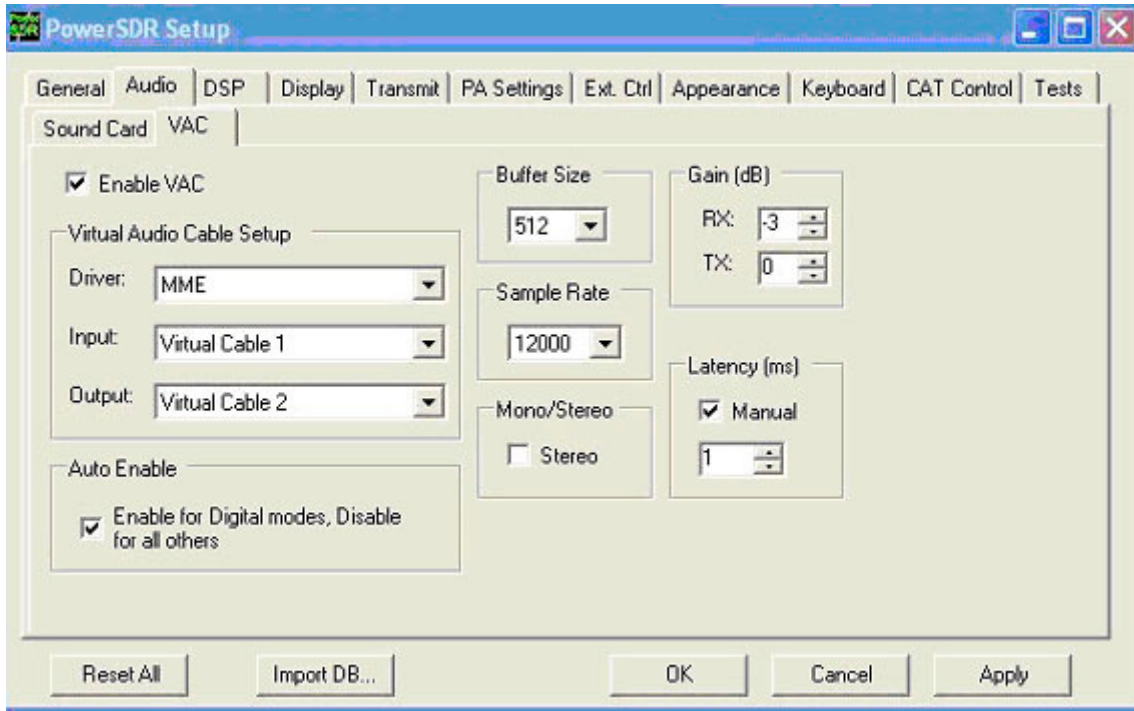 PowerSDR Setup
General Audio DSP Display Transmit PA Settings Ext. Ctrl Appearance Keyboard CAT Control Tests
Sound Card VAC
Enable VAC
Virtual Audio Cable Setup
Driver: MME
Input: Virtual Cable 1
Output: Virtual Cable 2
Auto Enable
Enable for Digital modes, Disable
for all others
Buffer Size
512
Sample Rate
12000
Mono/Stereo
Stereo
Gain (dB)
RX: -3
TX: 0
Latency (ms)
Manual
1
Reset All Import DB... OK Cancel Apply